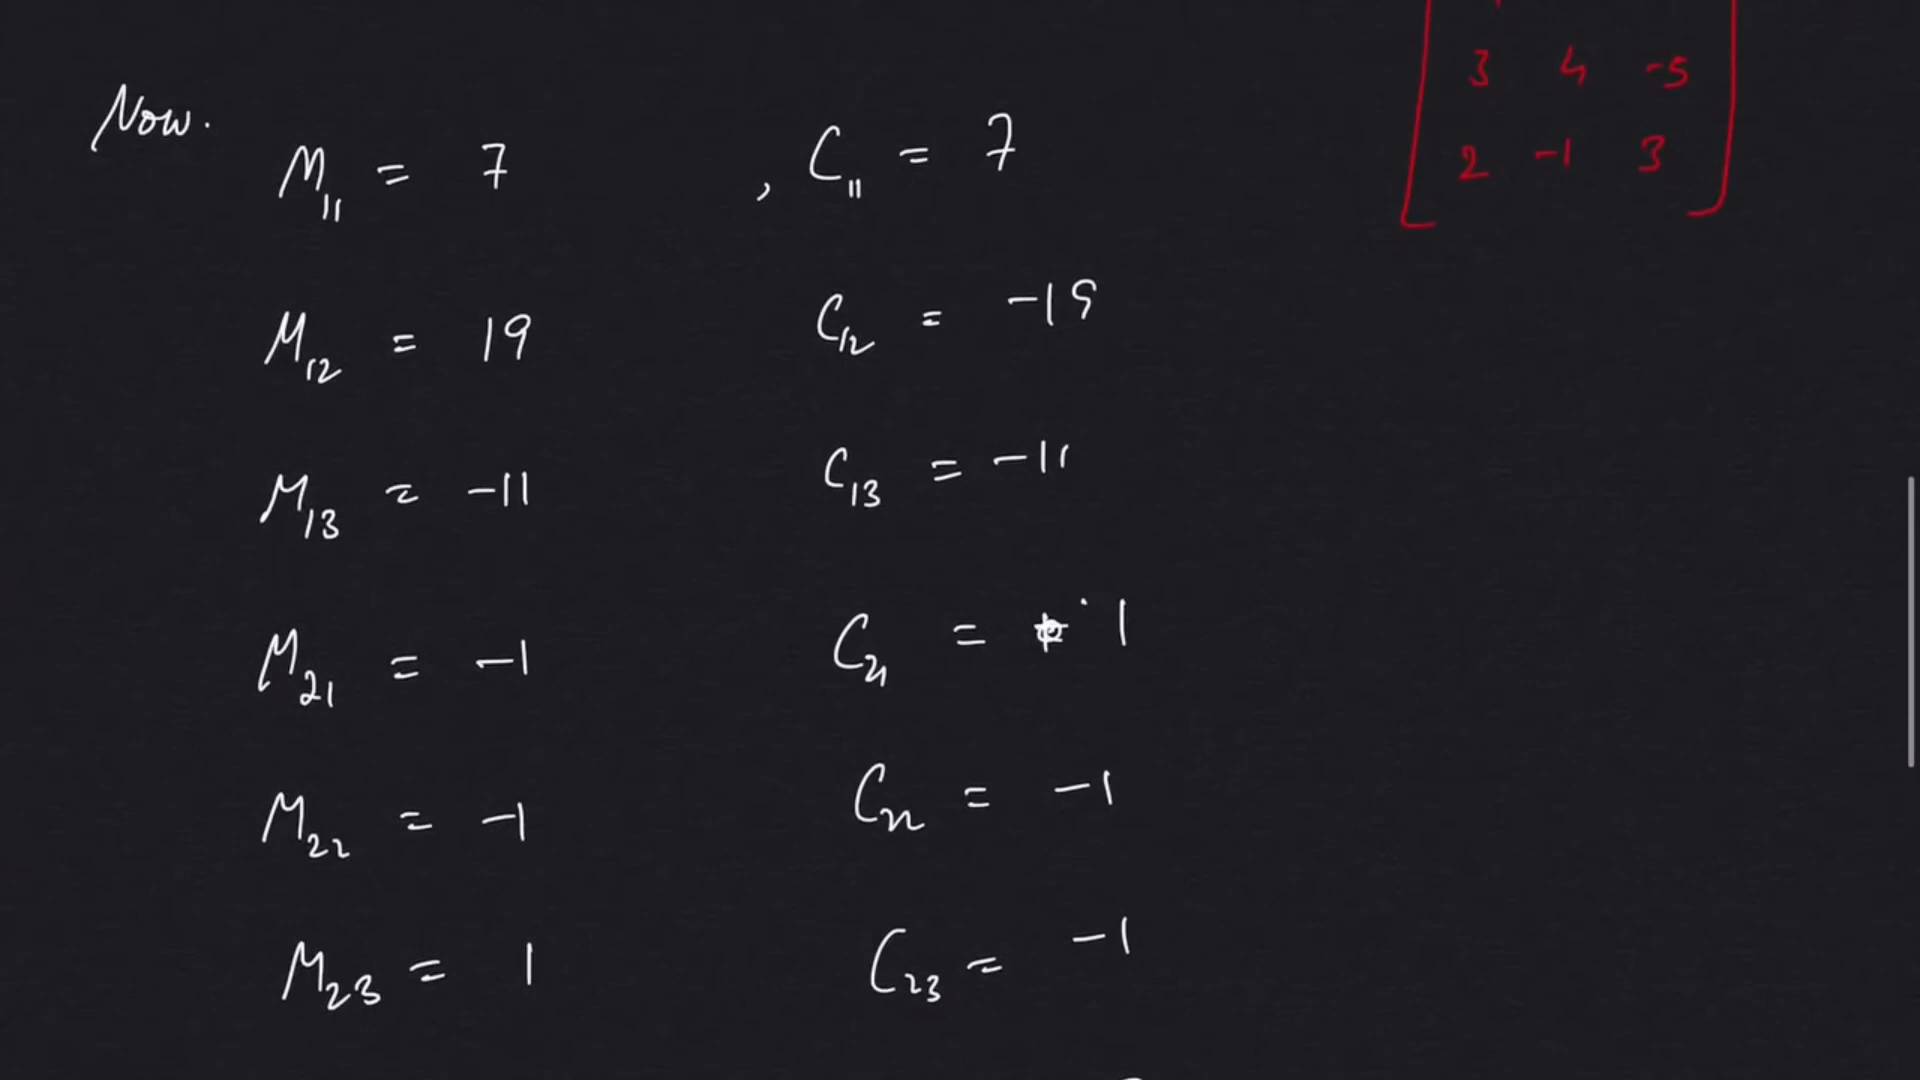 3 4 -5
Now.
M₁₁ = 7 , C₁₁ = 7
2 -1 3
M₁₂ = 19 C₁₂ = -19
M₁₃ = -11 C₁₃ = -11
M₂₁ = -1 C₂₁ = 1
M₂₂ = -1 C₂₂ = -1
M₂₃ = 1 C₂₃ = -1